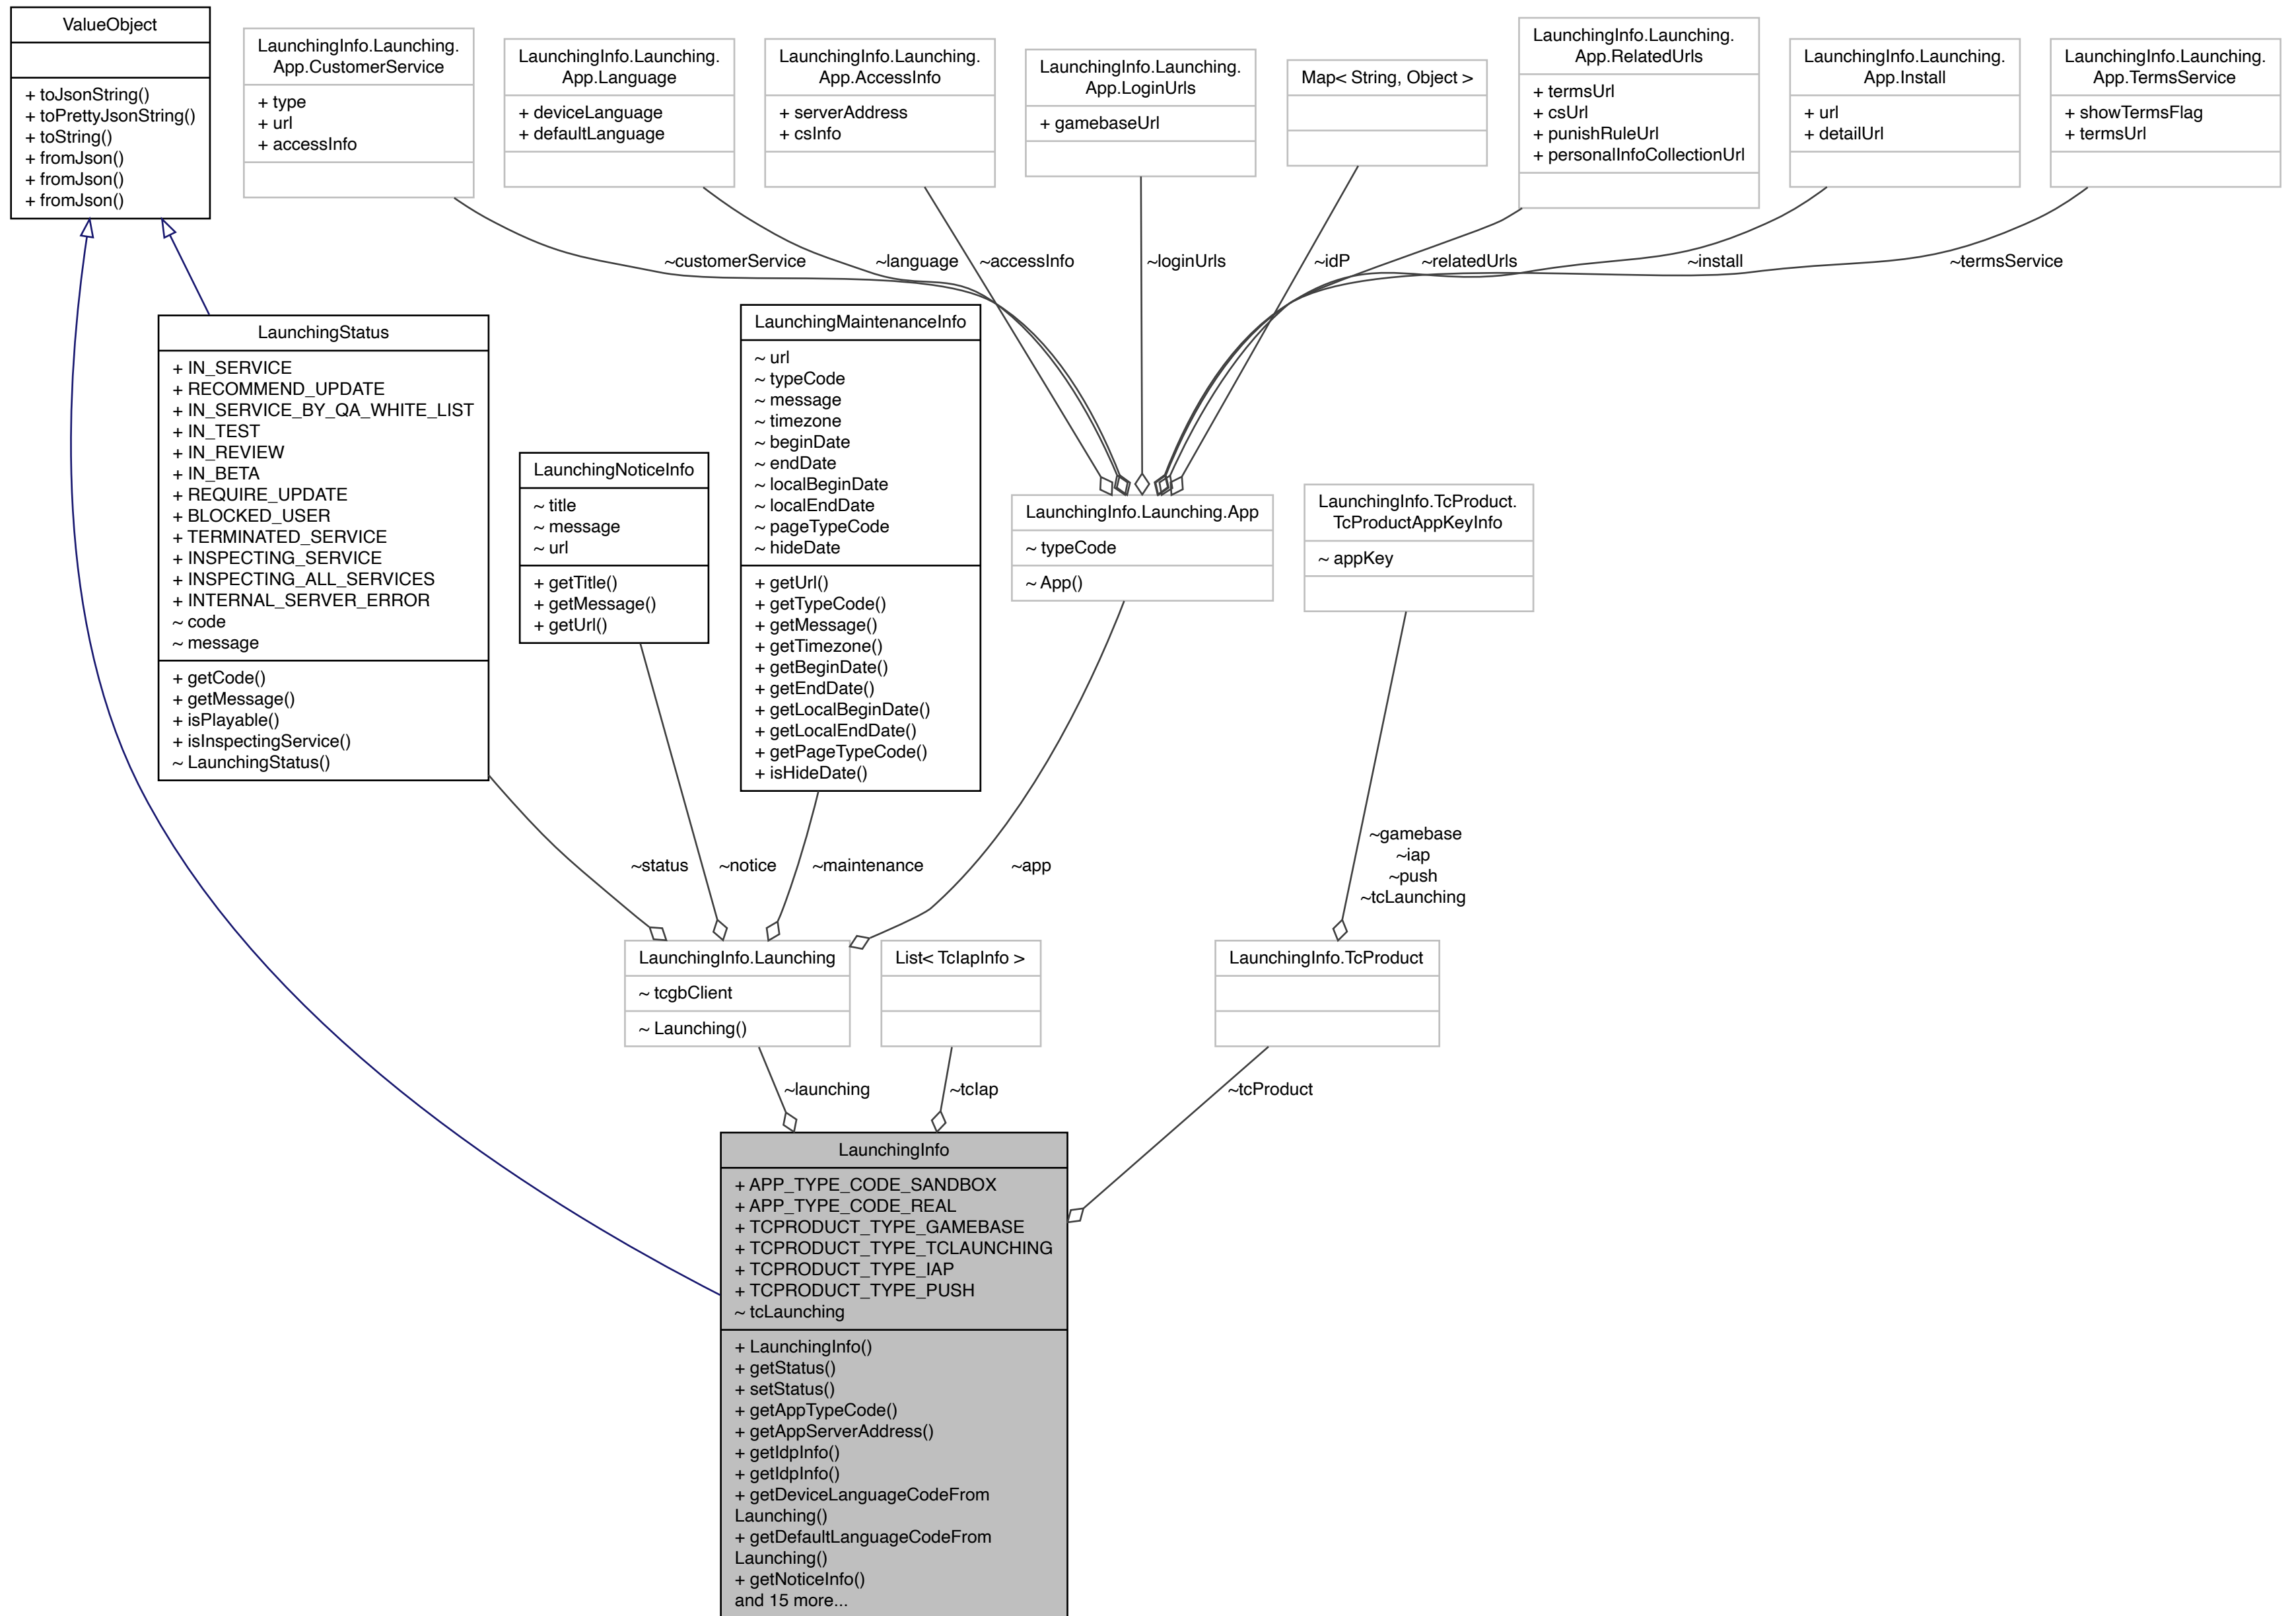 ValueObject
+ toJsonString()
+ toPrettyJsonString()
+ toString()
+ fromJson()
+ fromJson()
+ fromJson()
LaunchingInfo.Launching.
App.CustomerService
+ type
+ url
+ accessInfo
LaunchingInfo.Launching.
App.Language
+ deviceLanguage
+ defaultLanguage
LaunchingInfo.Launching.
App.AccessInfo
+ serverAddress
+ csInfo
LaunchingInfo.Launching.
App.LoginUrls
+ gamebaseUrl
Map< String, Object >
LaunchingInfo.Launching.
App.RelatedUrls
+ termsUrl
+ csUrl
+ punishRuleUrl
+ personalInfoCollectionUrl
LaunchingInfo.Launching.
App.Install
+ url
+ detailUrl
LaunchingInfo.Launching.
App.TermsService
+ showTermsFlag
+ termsUrl
~customerService
~language
~accessInfo
~loginUrls
~idP
~relatedUrls
~install
~termsService
LaunchingStatus
+ IN_SERVICE
+ RECOMMEND_UPDATE
+ IN_SERVICE_BY_QA_WHITE_LIST
+ IN_TEST
+ IN_REVIEW
+ IN_BETA
+ REQUIRE_UPDATE
+ BLOCKED_USER
+ TERMINATED_SERVICE
+ INSPECTING_SERVICE
+ INSPECTING_ALL_SERVICES
+ INTERNAL_SERVER_ERROR
~ code
~ message
+ getCode()
+ getMessage()
+ isPlayable()
+ isInspectingService()
~ LaunchingStatus()
LaunchingNoticeInfo
~ title
~ message
~ url
+ getTitle()
+ getMessage()
+ getUrl()
LaunchingMaintenanceInfo
~ url
~ typeCode
~ message
~ timezone
~ beginDate
~ endDate
~ localBeginDate
~ localEndDate
~ pageTypeCode
~ hideDate
+ getUrl()
+ getTypeCode()
+ getMessage()
+ getTimezone()
+ getBeginDate()
+ getEndDate()
+ getLocalBeginDate()
+ getLocalEndDate()
+ getPageTypeCode()
+ isHideDate()
LaunchingInfo.Launching.App
~ typeCode
~ App()
LaunchingInfo.TcProduct.
TcProductAppKeyInfo
~ appKey
~status
~notice
~maintenance
~app
~gamebase
~iap
~push
~tcLaunching
LaunchingInfo.Launching
~ tcgbClient
~ Launching()
List< TcIapInfo >
LaunchingInfo.TcProduct
~launching
~tcIap
~tcProduct
LaunchingInfo
+ APP_TYPE_CODE_SANDBOX
+ APP_TYPE_CODE_REAL
+ TCPRODUCT_TYPE_GAMEBASE
+ TCPRODUCT_TYPE_TCLAUNCHING
+ TCPRODUCT_TYPE_IAP
+ TCPRODUCT_TYPE_PUSH
~ tcLaunching
+ LaunchingInfo()
+ getStatus()
+ setStatus()
+ getAppTypeCode()
+ getAppServerAddress()
+ getIdpInfo()
+ getIdpInfo()
+ getDeviceLanguageCodeFrom
Launching()
+ getDefaultLanguageCodeFrom
Launching()
+ getNoticeInfo()
and 15 more...